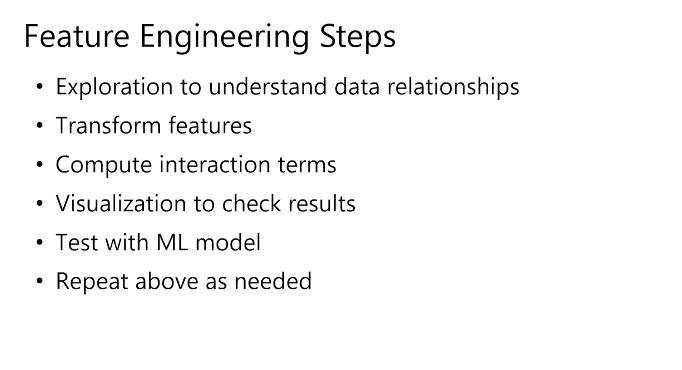 Feature Engineering Steps
• Exploration to understand data relationships
• Transform features
• Compute interaction terms
• Visualization to check results
• Test with ML model
• Repeat above as needed